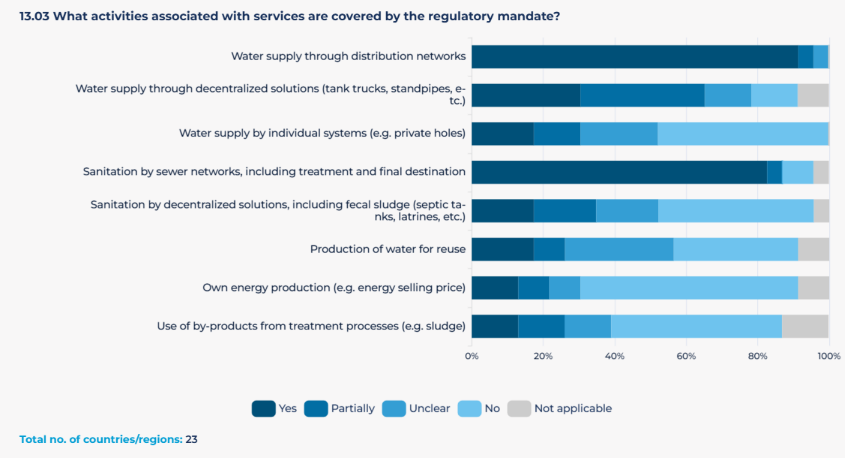 13.03 What activities associated with services are covered by the regulatory mandate?
Water supply through distribution networks
Water supply through decentralized solutions (tank trucks, standpipes, e-
tc.)
Water supply by individual systems (e.g. private holes)
Sanitation by sewer networks, including treatment and final destination
Sanitation by decentralized solutions, including fecal sludge (septic ta-
nks, latrines, etc.)
Production of water for reuse
Own energy production (e.g. energy selling price)
Use of by-products from treatment processes (e.g. sludge)
0% 20% 40% 60% 80% 100%
Yes Partially Unclear No Not applicable
Total no. of countries/regions: 23